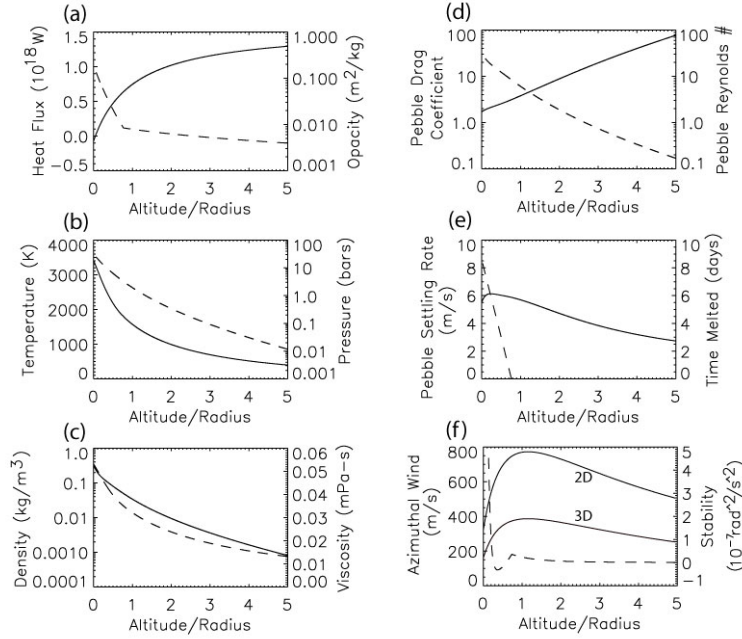 (a)
Heat Flux (10^18W)
1.5
1.0
0.5
0.0
−0.5
1.000
0.100
0.010
0.001
Opacity (m^2/kg)
0 1 2 3 4 5
Altitude/Radius
(d)
Pebble Drag
Coefficient
100
10
1.0
0.1
100
10
1.0
0.1
Pebble Reynolds #
0 1 2 3 4 5
Altitude/Radius
(b)
Temperature (K)
4000
3000
2000
1000
100
10
1.0
0.1
0.01
0.001
Pressure (bars)
0 1 2 3 4 5
Altitude/Radius
(e)
Pebble Settling Rate
(m/s)
10
8
6
4
2
0
10
8
6
4
2
0
Time Melted (days)
0 1 2 3 4 5
Altitude/Radius
(c)
Density (kg/m^3)
1.0
0.1
0.01
0.0010
0.0001
0.06
0.05
0.04
0.03
0.02
0.01
0.00
Viscosity (mPa−s)
0 1 2 3 4 5
Altitude/Radius
(f)
Azimuthal Wind
(m/s)
800
600
400
200
0
2D
3D
5
4
3
2
1
0
−1
Stability
(10^-7rad^2/s^2)
0 1 2 3 4 5
Altitude/Radius